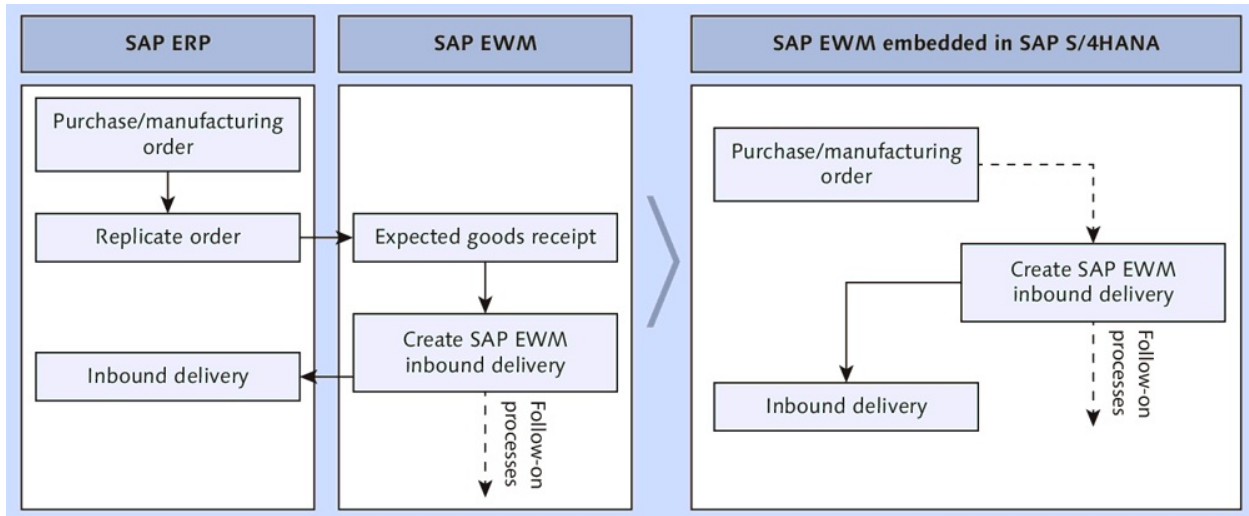 SAP ERP
SAP EWM
SAP EWM embedded in SAP S/4HANA
Purchase/manufacturing
order
Replicate order
Inbound delivery
Expected goods receipt
Create SAP EWM
inbound delivery
Follow-on
processes
Purchase/manufacturing
order
Create SAP EWM
inbound delivery
Inbound delivery
Follow-on
processes